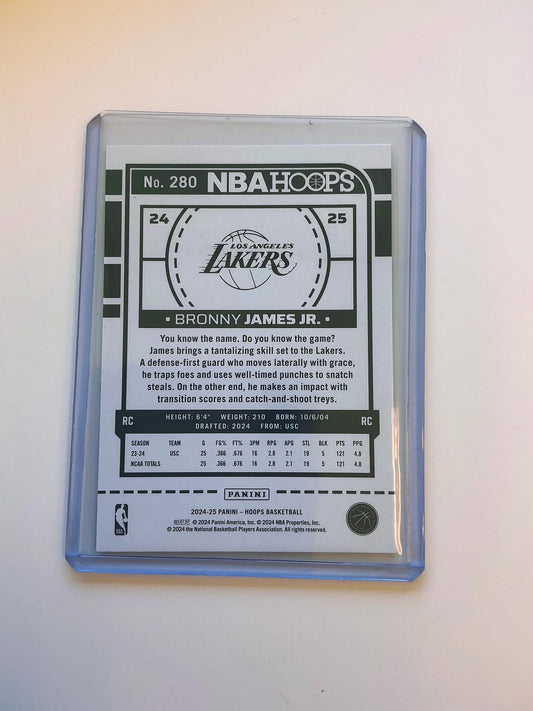 No. 280 NBA HOOPS
24 25
LOS ANGELES
LAKERS
BRONNY JAMES JR.
You know the name. Do you know the game?
James brings a tantalizing skill set to the Lakers.
A defense-first guard who moves laterally with grace,
he traps foes and uses well-timed punches to snatch
steals. On the other end, he makes an impact with
transition scores and catch-and-shoot treys.
RC HEIGHT: 6'4" WEIGHT: 210 BORN: 10/6/04 RC
DRAFTED: 2024 FROM: USC
SEASON TEAM G FG% FT% 3PM RPG APG STL BLK PTS PPG
23-24 USC 25 .366 .676 16 2.8 2.1 19 5 121 4.8
NCAA TOTALS 25 .366 .676 16 2.8 2.1 19 5 121 4.8
PANINI
2024-25 PANINI – HOOPS BASKETBALL
帕尼尼 © 2024 Panini America, Inc. © 2024 NBA Properties, Inc.
© 2024 the National Basketball Players Association. All rights reserved.
NBA